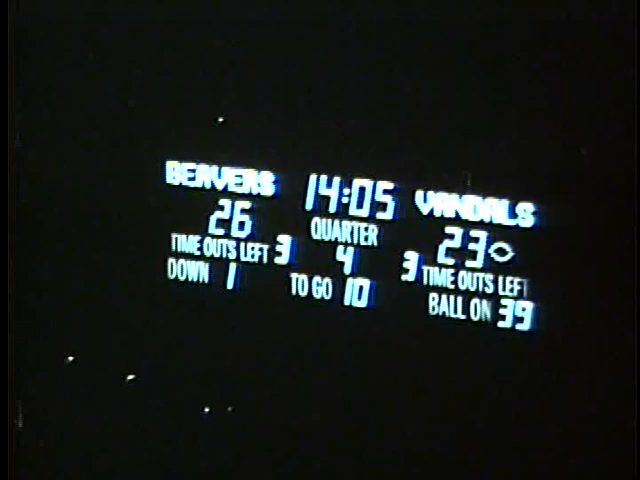 BEAVERS 14:05 VANDALS
26 QUARTER 23
TIME OUTS LEFT 3 4 3 TIME OUTS LEFT
DOWN 1 TO GO 10 BALL ON 39